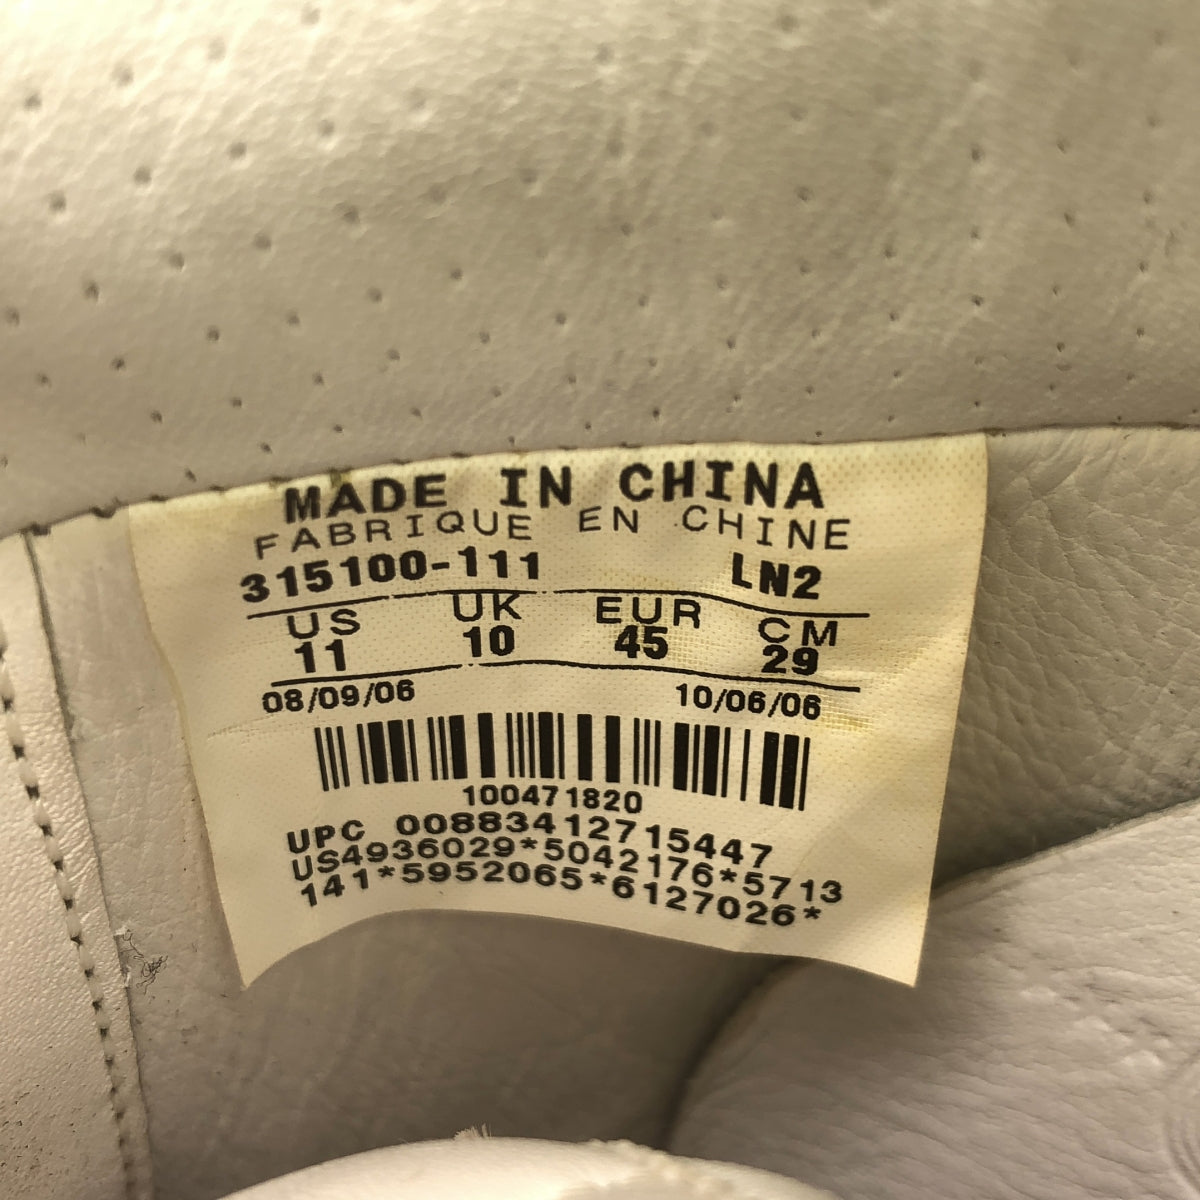 MADE IN CHINA
FABRIQUE EN CHINE
315100-111 LN2
US UK EUR CM
11 10 45 29
08/09/06 10/06/06
100471820
UPC 00883412715447
US4936029*5042176*5713
141*5952065*6127026*